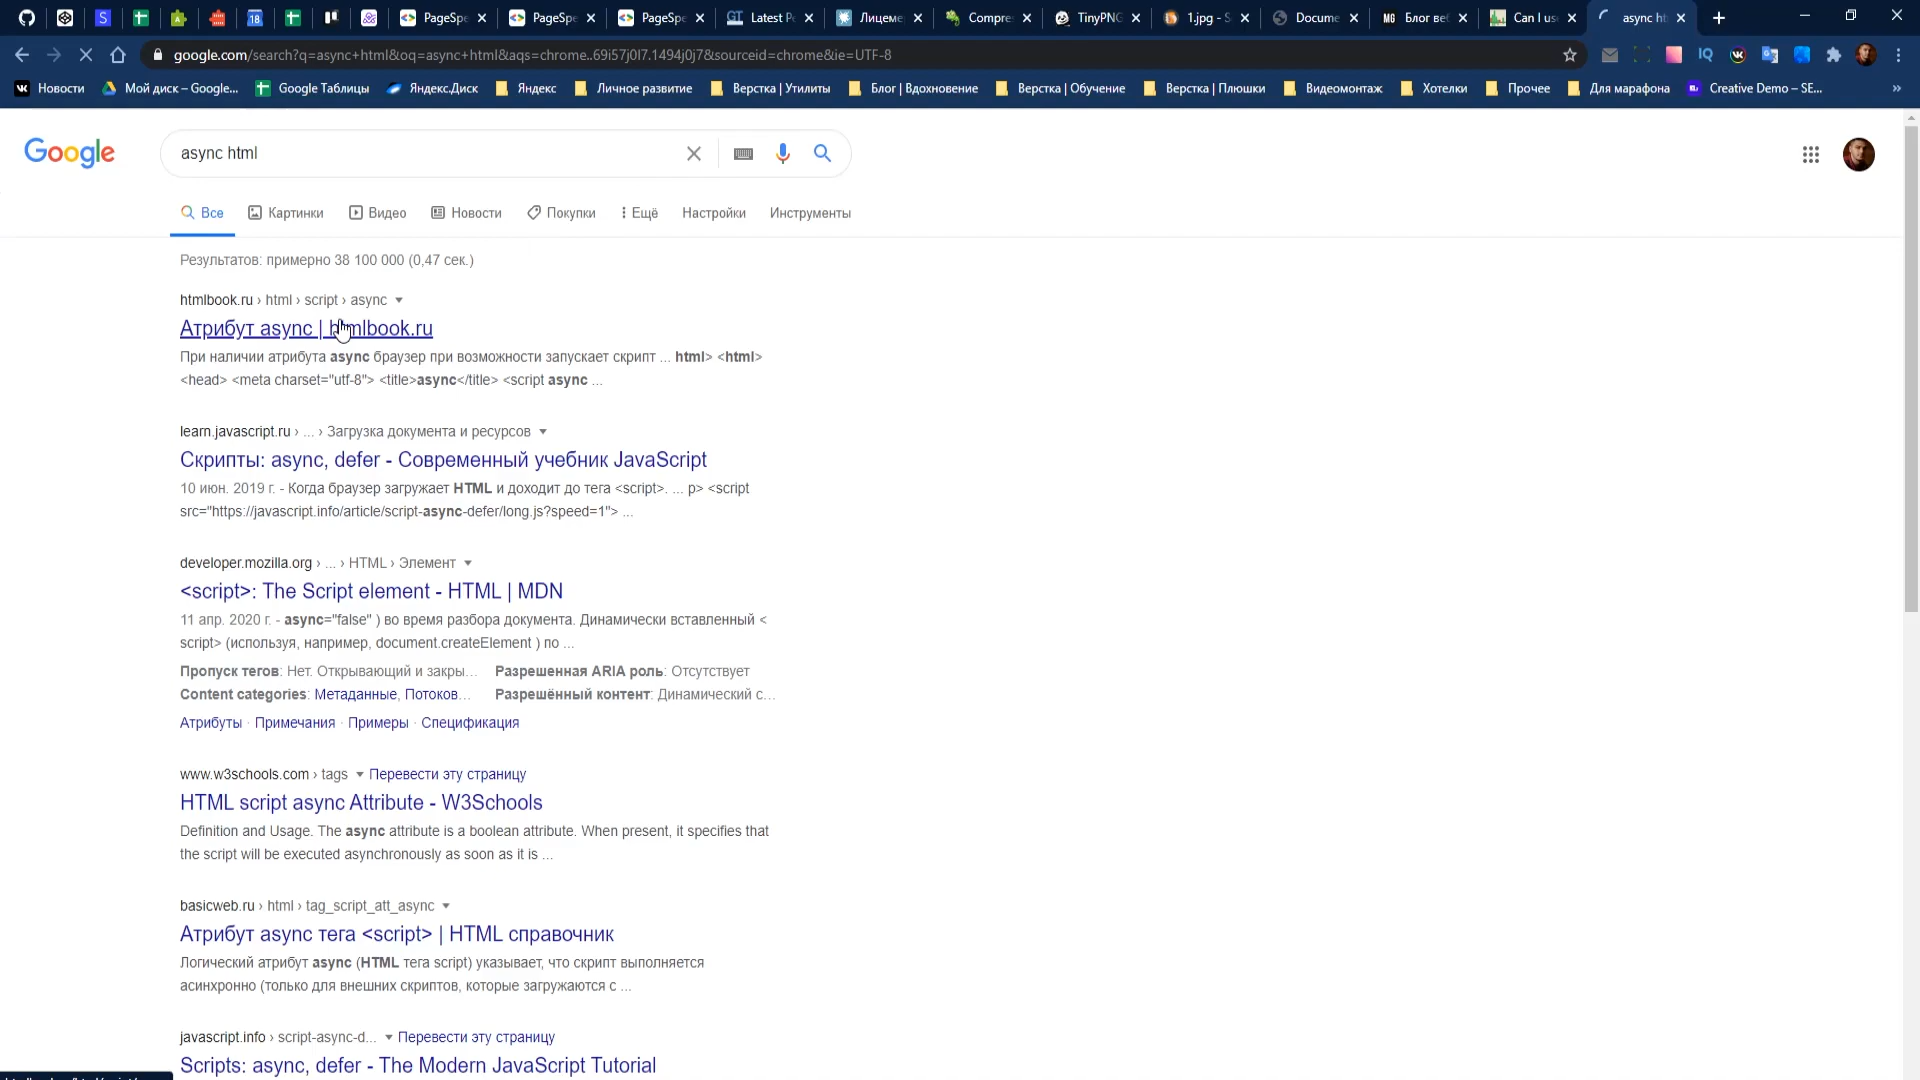 PageSpe
PageSpe
PageSpe
Latest Pe
Лицеме
Compres
TinyPNG
1.jpg - S
Docume
Блог веб
Can I us
async ht
google.com/search?q=async+html&oq=async+html&aqs=chrome..69i57j0l7.1494j0j7&sourceid=chrome&ie=UTF-8
Новости
Мой диск – Google...
Google Таблицы
Яндекс.Диск
Яндекс
Личное развитие
Верстка | Утилиты
Блог | Вдохновение
Верстка | Обучение
Верстка | Плюшки
Видеомонтаж
Хотелки
Прочее
Для марафона
Creative Demo – SE...
Google
async html
Все
Картинки
Видео
Новости
Покупки
Ещё
Настройки
Инструменты
Результатов: примерно 38 100 000 (0,47 сек.)
htmlbook.ru › html › script › async
Атрибут async | htmlbook.ru
При наличии атрибута async браузер при возможности запускает скрипт ... html> <html>
<head> <meta charset="utf-8"> <title>async</title> <script async ...
learn.javascript.ru › ... › Загрузка документа и ресурсов
Скрипты: async, defer - Современный учебник JavaScript
10 июн. 2019 г. - Когда браузер загружает HTML и доходит до тега <script>. ... p> <script
src="https://javascript.info/article/script-async-defer/long.js?speed=1"> ...
developer.mozilla.org › ... › HTML › Элемент
<script>: The Script element - HTML | MDN
11 апр. 2020 г. - async="false" ) во время разбора документа. Динамически вставленный <
script> (используя, например, document.createElement ) по ...
Пропуск тегов: Нет. Открывающий и закры...
Разрешенная ARIA роль: Отсутствует
Content categories: Метаданные, Потоков...
Разрешённый контент: Динамический с...
Атрибуты · Примечания · Примеры · Спецификация
www.w3schools.com › tags
Перевести эту страницу
HTML script async Attribute - W3Schools
Definition and Usage. The async attribute is a boolean attribute. When present, it specifies that
the script will be executed asynchronously as soon as it is ...
basicweb.ru › html › tag_script_att_async
Атрибут async тега <script> | HTML справочник
Логический атрибут async (HTML тега script) указывает, что скрипт выполняется
асинхронно (только для внешних скриптов, которые загружаются с ...
javascript.info › script-async-d...
Перевести эту страницу
Scripts: async, defer - The Modern JavaScript Tutorial